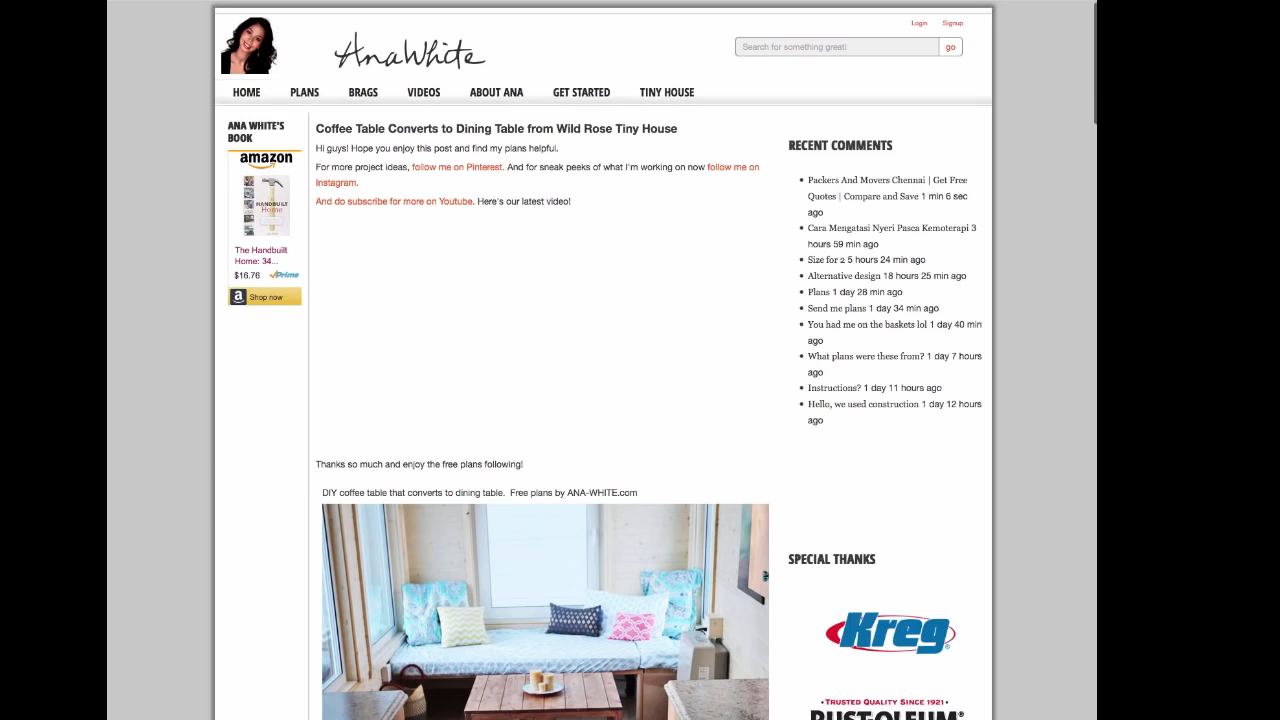 Login Signup
AnaWhite
Search for something great!
go
HOME PLANS BRAGS VIDEOS ABOUT ANA GET STARTED TINY HOUSE
ANA WHITE'S
BOOK
amazon
HANDBUILT
Home
The Handbuilt
Home: 34...
$16.76 Prime
a Shop now
Coffee Table Converts to Dining Table from Wild Rose Tiny House
Hi guys! Hope you enjoy this post and find my plans helpful.
For more project ideas, follow me on Pinterest. And for sneak peeks of what I'm working on now follow me on
Instagram.
And do subscribe for more on Youtube. Here's our latest video!
Thanks so much and enjoy the free plans following!
DIY coffee table that converts to dining table. Free plans by ANA-WHITE.com
RECENT COMMENTS
Packers And Movers Chennai | Get Free
Quotes | Compare and Save 1 min 6 sec
ago
Cara Mengatasi Nyeri Pasca Kemoterapi 3
hours 59 min ago
Size for 2 5 hours 24 min ago
Alternative design 18 hours 25 min ago
Plans 1 day 28 min ago
Send me plans 1 day 34 min ago
You had me on the baskets lol 1 day 40 min
ago
What plans were these from? 1 day 7 hours
ago
Instructions? 1 day 11 hours ago
Hello, we used construction 1 day 12 hours
ago
SPECIAL THANKS
Kreg®
• TRUSTED QUALITY SINCE 1921 •
RUST-OLEUM®